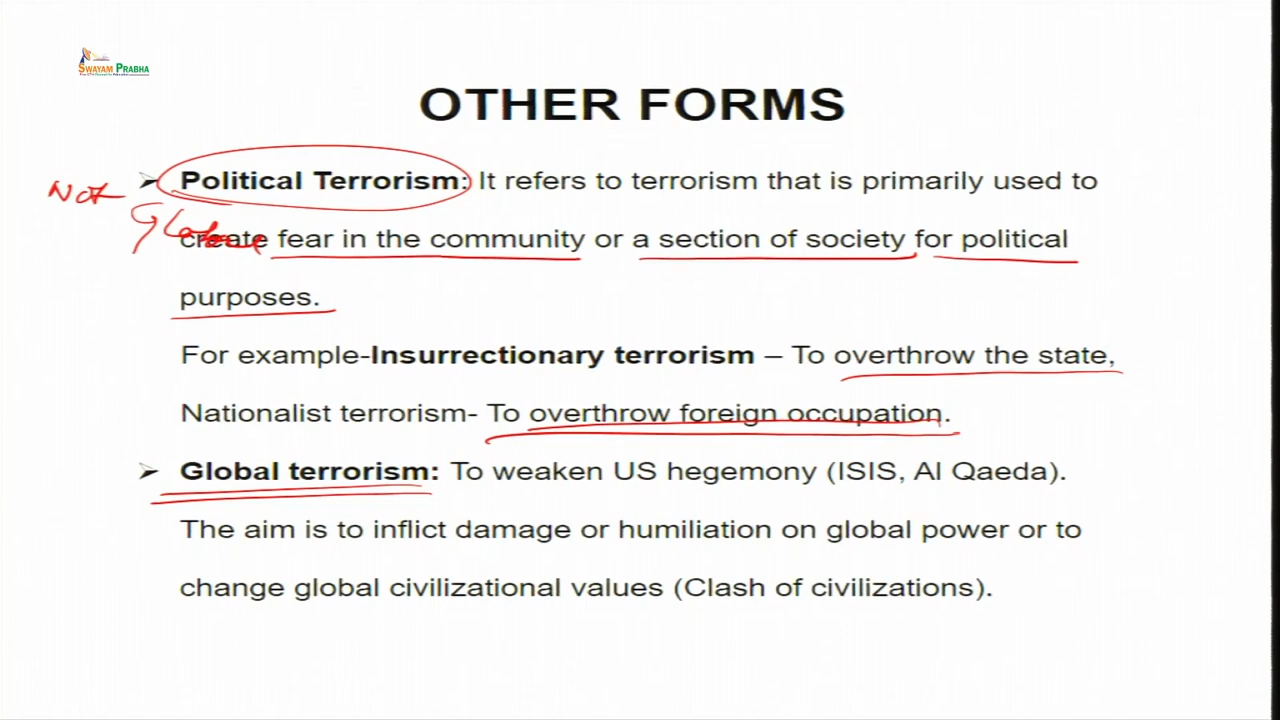 SWAYAM PRABHA
OTHER FORMS
➢ Political Terrorism: It refers to terrorism that is primarily used to
Not
create fear in the community or a section of society for political
purposes.
For example-Insurrectionary terrorism – To overthrow the state,
Nationalist terrorism- To overthrow foreign occupation.
➢ Global terrorism: To weaken US hegemony (ISIS, Al Qaeda).
The aim is to inflict damage or humiliation on global power or to
change global civilizational values (Clash of civilizations).